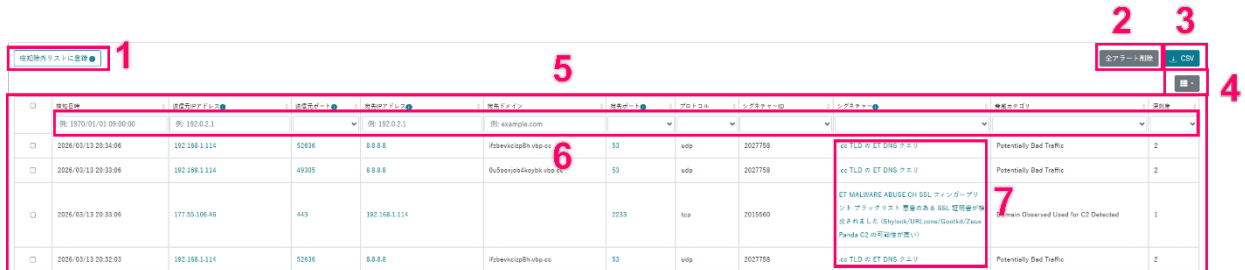 1
2
3
検知除外リストに登録
全アラート削除
CSV
5
4
検知日時 送信元IPアドレス 送信元ポート 宛先IPアドレス 宛先ドメイン 宛先ポート プロトコル シグネチャーID シグネチャー 脅威カテゴリ 深刻度
例: 1970/01/01 09:00:00 例: 192.0.2.1 例: 192.0.2.1 例: example.com
6
2026/03/13 20:34:06 192.168.1.114 52636 8.8.8.8 ifzbevkcizp8h.vbp.cc 53 udp 2027758 .cc TLD の ET DNS クエリ Potentially Bad Traffic 2
2026/03/13 20:33:06 192.168.1.114 49305 8.8.8.8 53 udp 2027758 .cc TLD の ET DNS クエリ Potentially Bad Traffic 2
7
2026/03/13 20:33:06 177.55.106.46 443 192.168.1.114 2233 tcp 2015560 ET MALWARE ABUSE.CH SSL フィンガープリ
ント ブラックリスト 悪意のある SSL 証明書が検
出されました (Shylock/URLzone/Gootkit/Zeus
Panda C2 の可能性が高い)
Domain Observed Used for C2 Detected 1
2026/03/13 20:32:03 192.168.1.114 52636 8.8.8.8 ifzbevkcizp8h.vbp.cc 53 udp 2027758 .cc TLD の ET DNS クエリ Potentially Bad Traffic 2